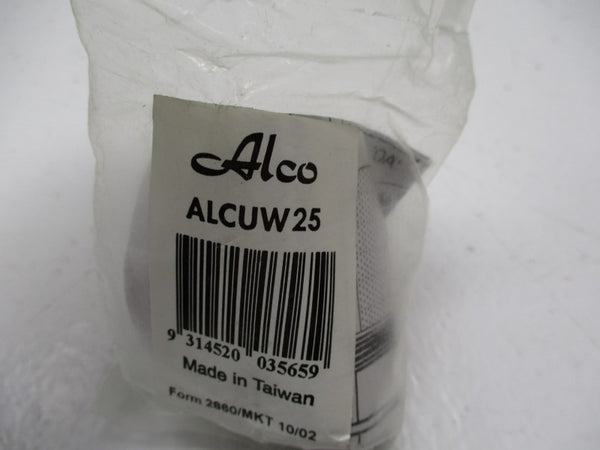 Alco
ALCUW25
9 314520 035659
Made in Taiwan
Form 2860/MKT 10/02